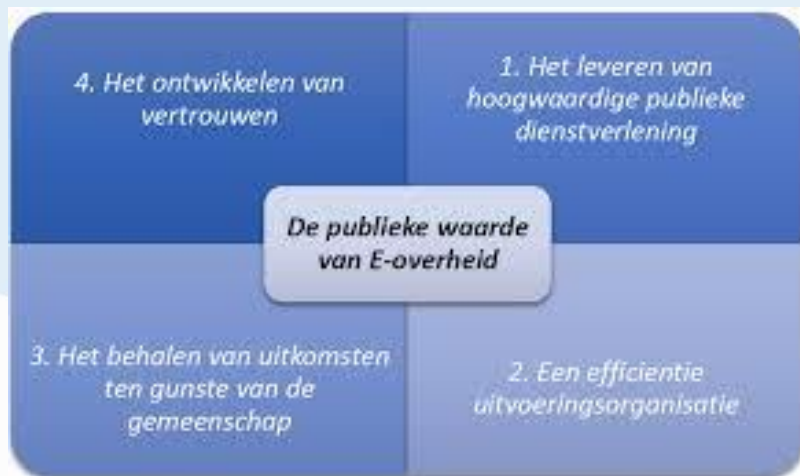 4. Het ontwikkelen van
vertrouwen
1. Het leveren van
hoogwaardige publieke
dienstverlening
De publieke waarde
van E-overheid
3. Het behalen van uitkomsten
ten gunste van de
gemeenschap
2. Een efficientie
uitvoeringsorganisatie